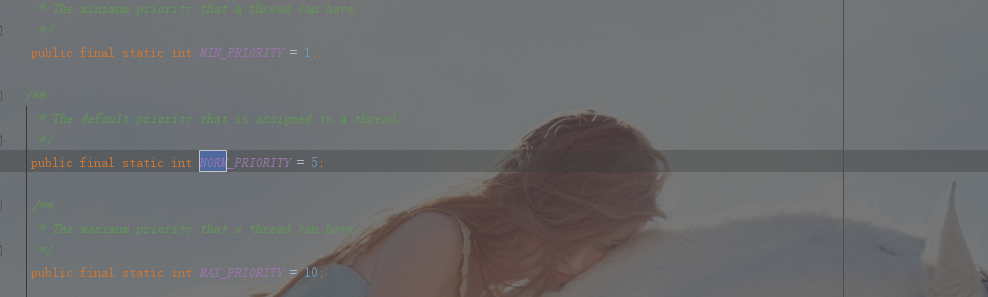 * The minimum priority that a thread can have.
*/
public final static int MIN_PRIORITY = 1;
/**
* The default priority that is assigned to a thread.
*/
public final static int NORM_PRIORITY = 5;
/**
* The maximum priority that a thread can have.
*/
public final static int MAX_PRIORITY = 10;